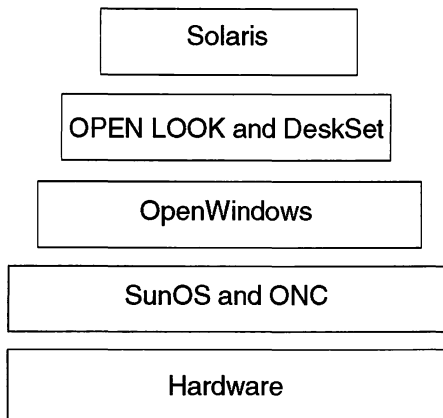 Solaris
OPEN LOOK and DeskSet
OpenWindows
SunOS and ONC
Hardware